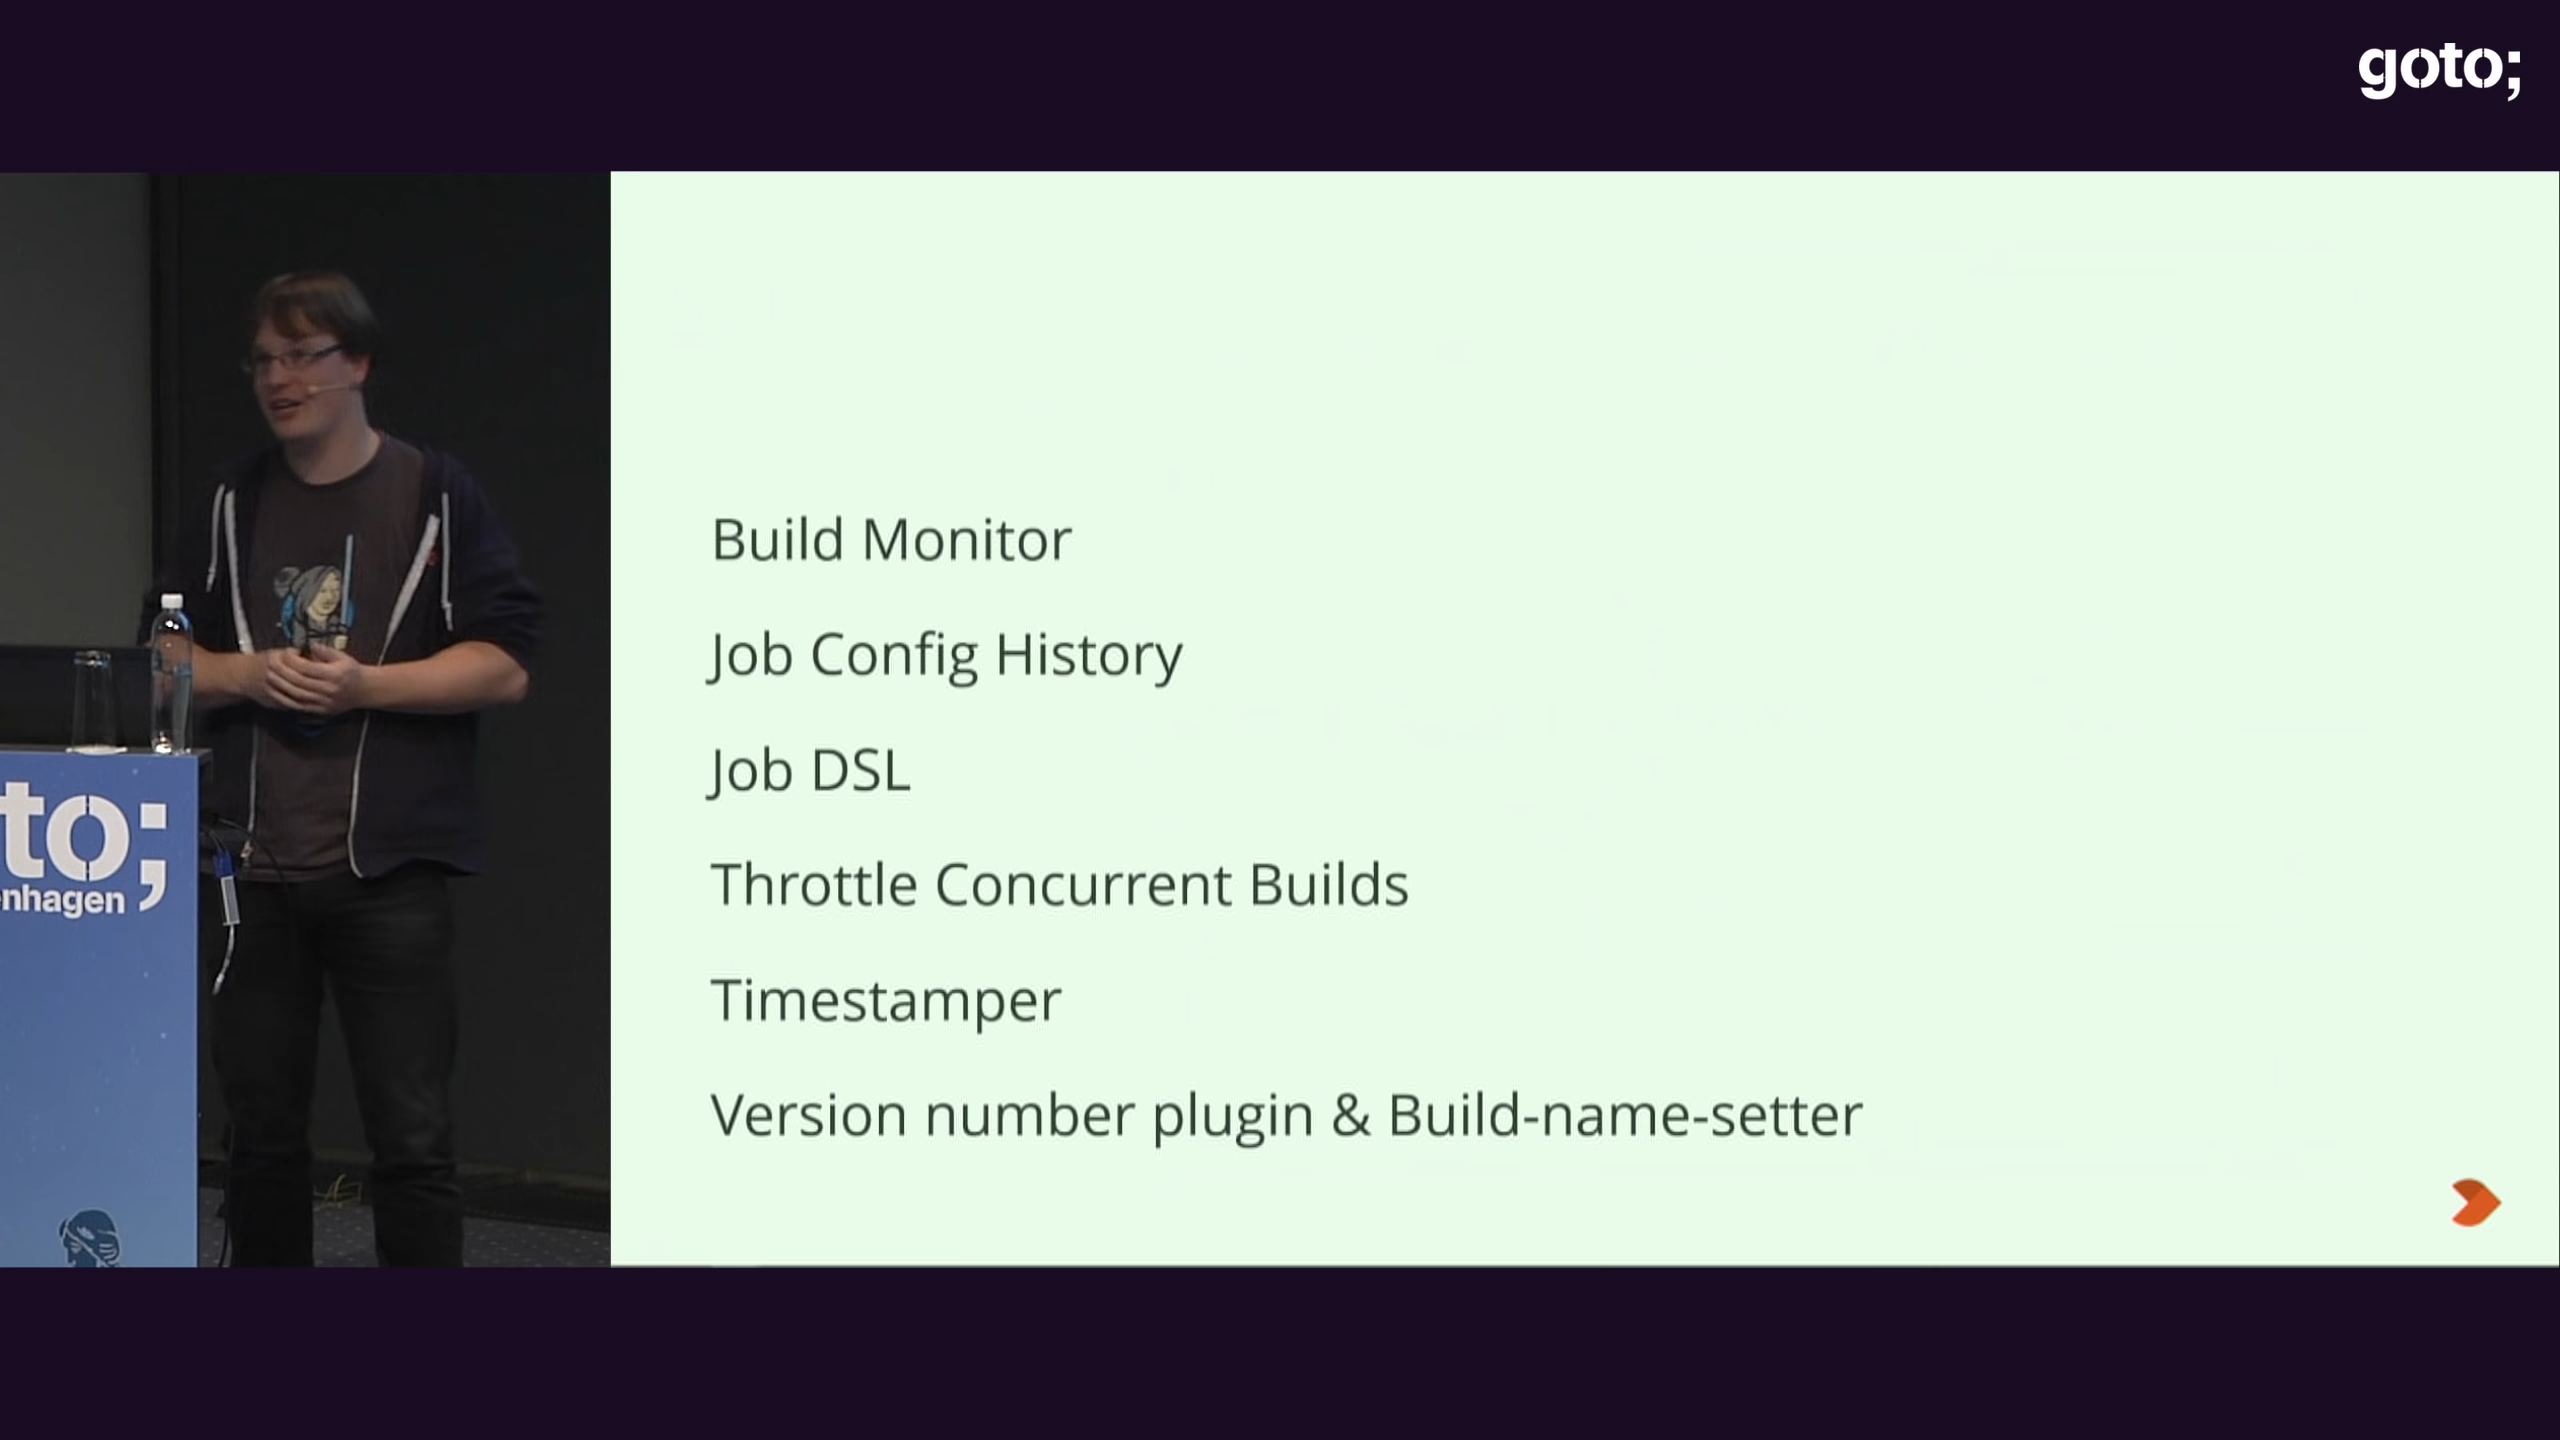 goto;
Build Monitor
Job Config History
Job DSL
Throttle Concurrent Builds
Timestamper
Version number plugin & Build-name-setter
to;
nhagen